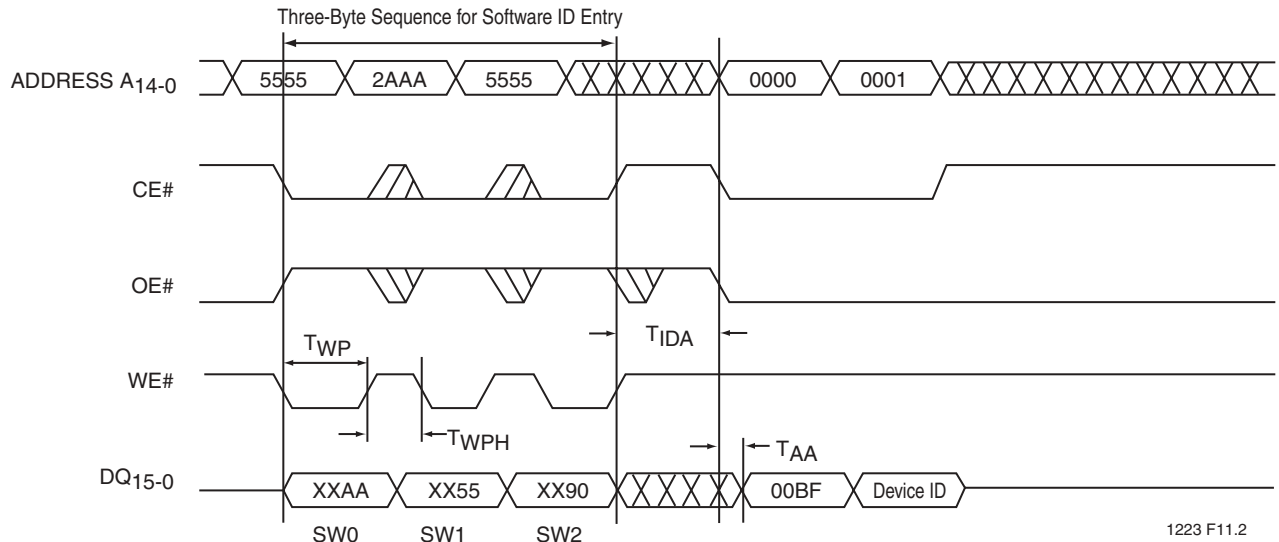 Three-Byte Sequence for Software ID Entry
ADDRESS A14-0 5555 2AAA 5555 0000 0001
CE#
OE#
TWP TIDA
WE#
TWPH TAA
DQ15-0 XXAA XX55 XX90 00BF Device ID
SW0 SW1 SW2 1223 F11.2